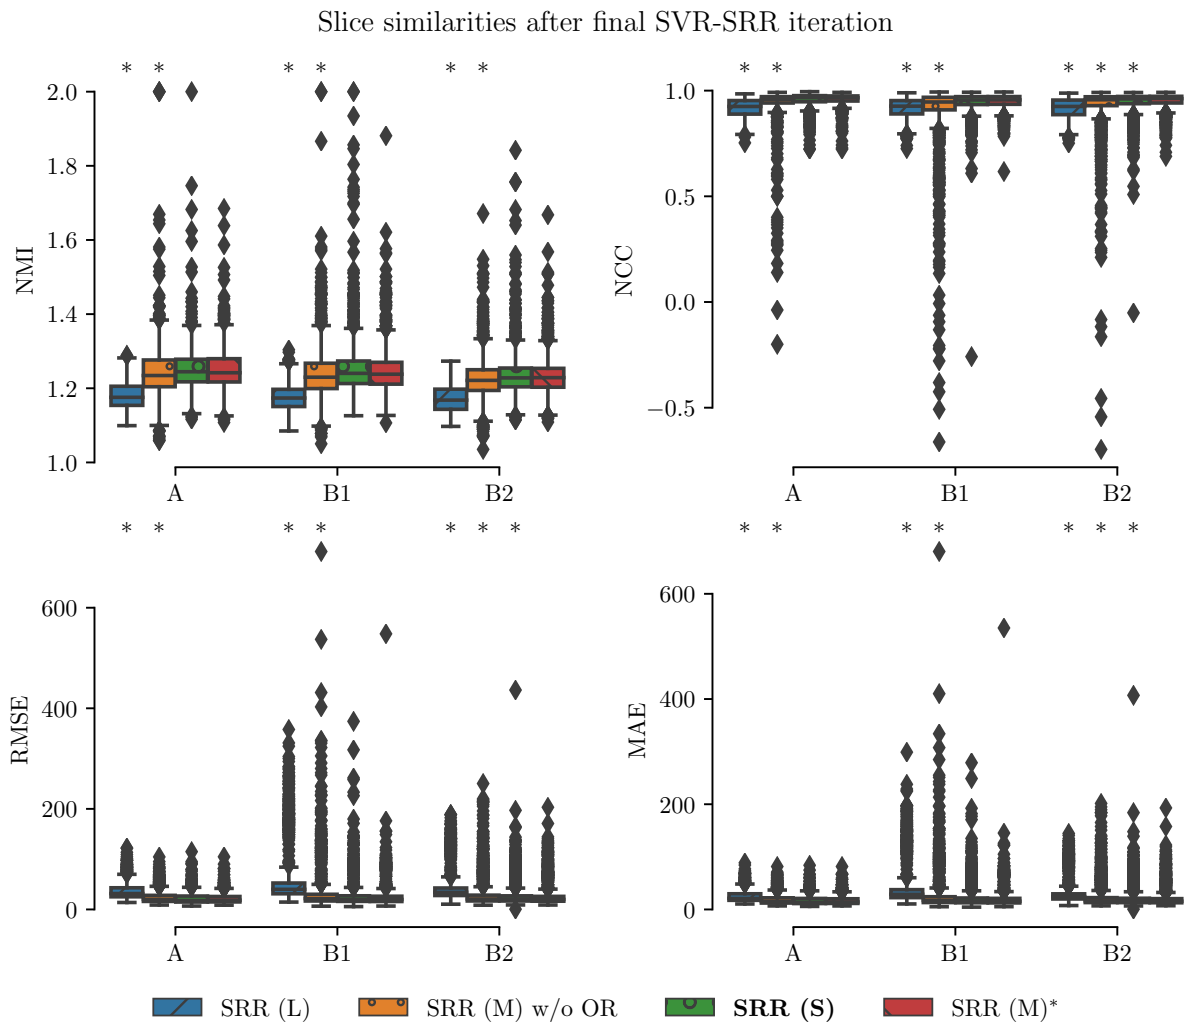 Slice similarities after final SVR-SRR iteration
* * * * * *
NMI
2.0
1.8
1.6
1.4
1.2
1.0
A B1 B2
* * * * * * *
NCC
1.0
0.5
0.0
−0.5
A B1 B2
* * * * * * *
RMSE
600
400
200
0
A B1 B2
* * * * * * *
MAE
600
400
200
0
A B1 B2
SRR (L) SRR (M) w/o OR SRR (S) SRR (M)*